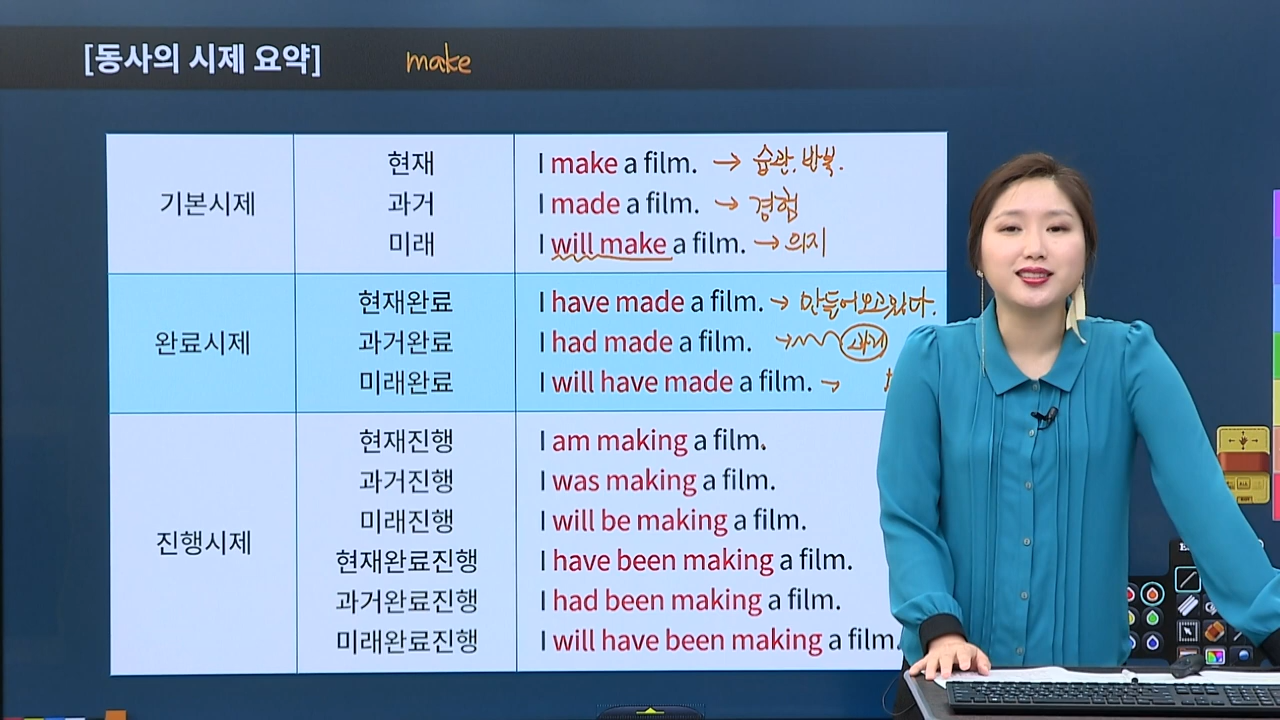 [동사의 시제 요약] make
기본시제
현재 I make a film. → 습관. 반복.
과거 I made a film. → 경험
미래 I will make a film. → 의지
완료시제
현재완료 I have made a film. → 만들어오고있다.
과거완료 I had made a film. →
미래완료 I will have made a film. →
진행시제
현재진행 I am making a film.
과거진행 I was making a film.
미래진행 I will be making a film.
현재완료진행 I have been making a film.
과거완료진행 I had been making a film.
미래완료진행 I will have been making a film.